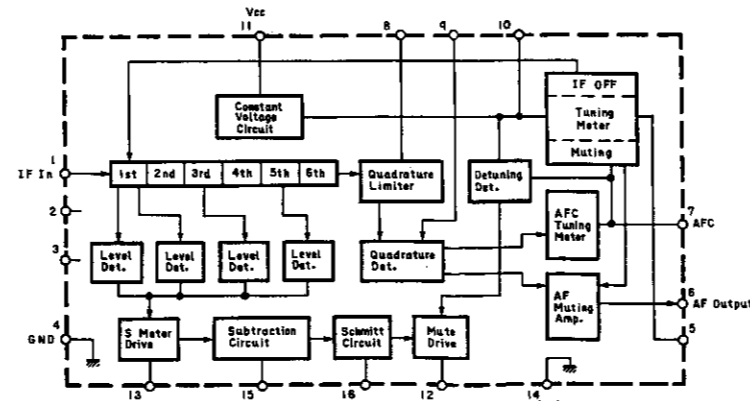 Vcc
11
8
9
10
IF OFF
Tuning
Meter
Muting
Constant
Voltage
Circuit
1
IF In
1st 2nd 3rd 4th 5th 6th
Quadrature
Limiter
Detuning
Det.
2
AFC
Tuning
Meter
7
AFC
3
Level
Det.
Level
Det.
Level
Det.
Level
Det.
Quadrature
Det.
AF
Muting
Amp.
6
AF Output
5
4
GND
S Meter
Drive
Subtraction
Circuit
Schmitt
Circuit
Mute
Drive
13
15
16
12
14